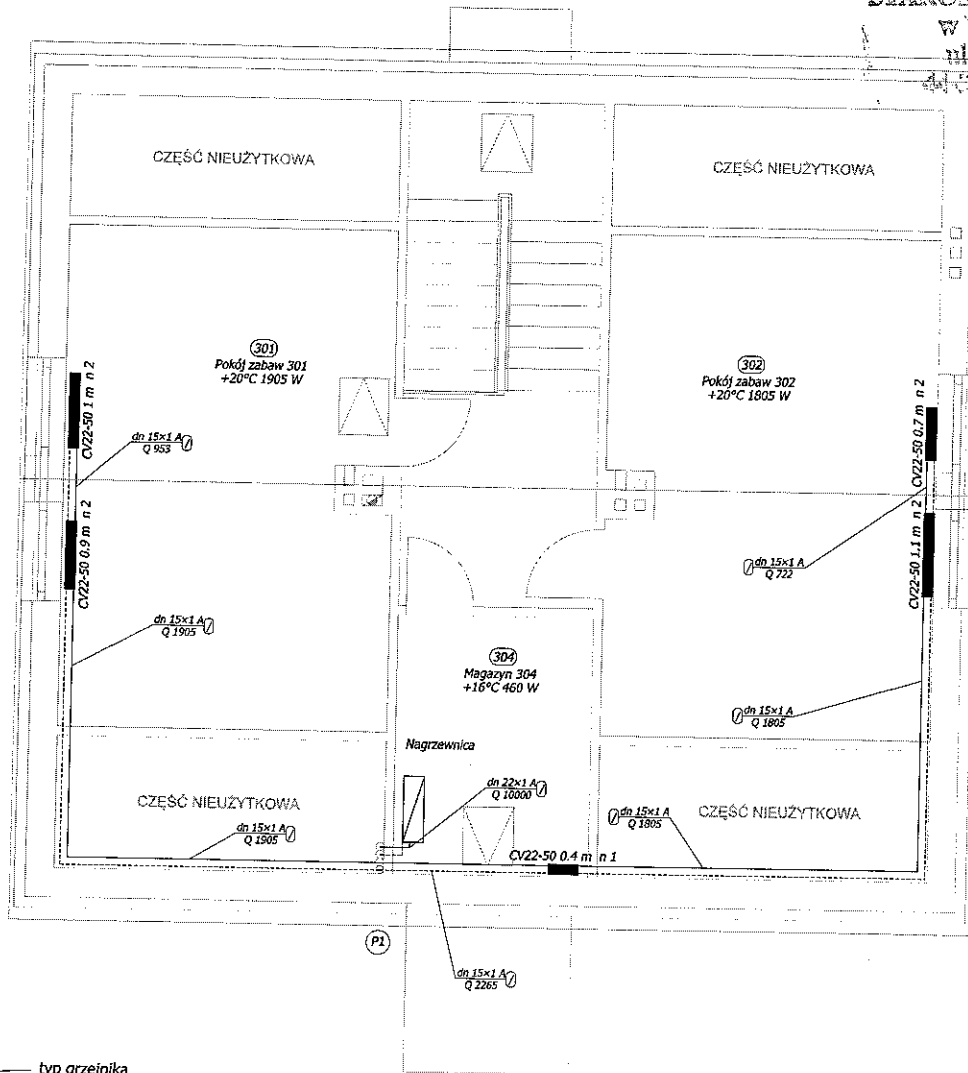 w
CZĘŚĆ NIEUŻYTKOWA
CZĘŚĆ NIEUŻYTKOWA
301
Pokój zabaw 301
+20°C 1905 W
302
Pokój zabaw 302
+20°C 1805 W
CV22-50 1 m n 2
CV22-50 0.7 m n 2
dn 15×1 A
Q 953
CV22-50 0.9 m n 2
CV22-50 1.1 m n 2
dn 15×1 A
Q 722
dn 15×1 A
Q 1905
304
Magazyn 304
+16°C 460 W
dn 15×1 A
Q 1805
Nagrzewnica
dn 22×1 A
Q 10000
CZĘŚĆ NIEUŻYTKOWA
CZĘŚĆ NIEUŻYTKOWA
dn 15×1 A
Q 1905
dn 15×1 A
Q 1805
CV22-50 0.4 m n 1
P1
dn 15×1 A
Q 2265
typ grzejnika